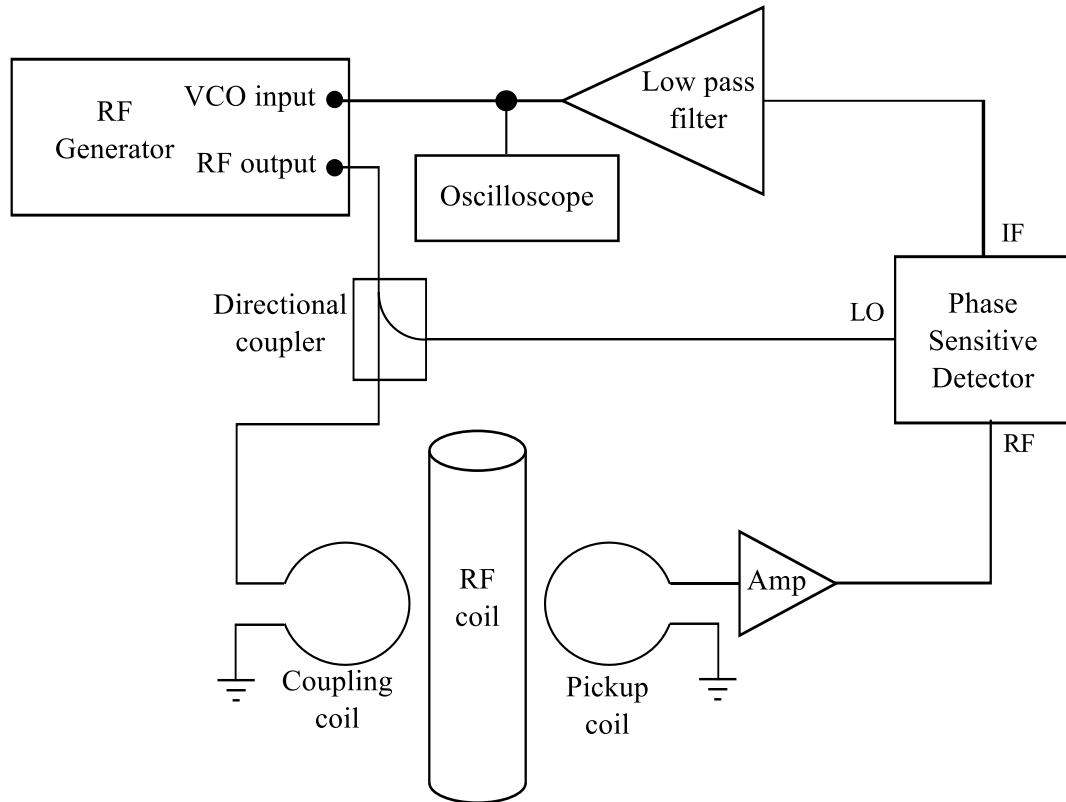 VCO input
RF
Generator
RF output
Low pass
filter
Oscilloscope
IF
Directional
coupler
LO
Phase
Sensitive
Detector
RF
RF
coil
Amp
Coupling
coil
Pickup
coil